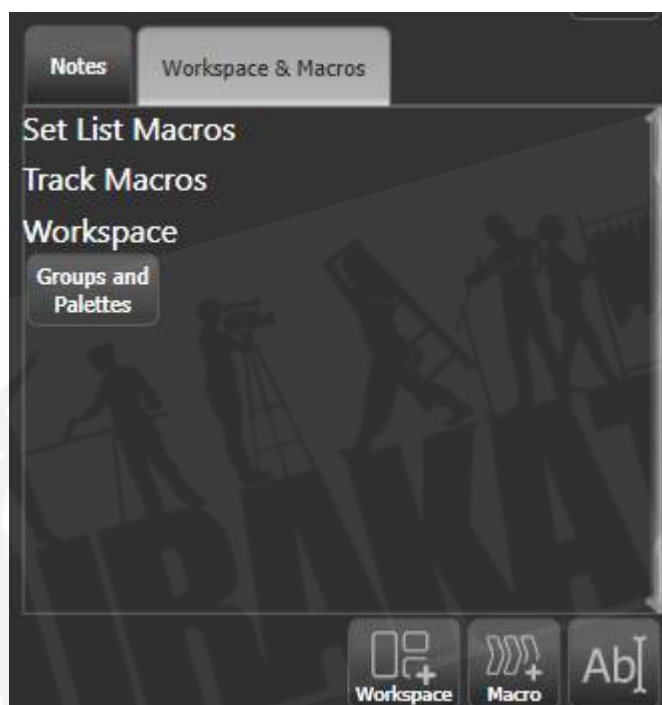 Notes
Workspace & Macros
Set List Macros
Track Macros
Workspace
Groups and
Palettes
Workspace
Macro
Ab